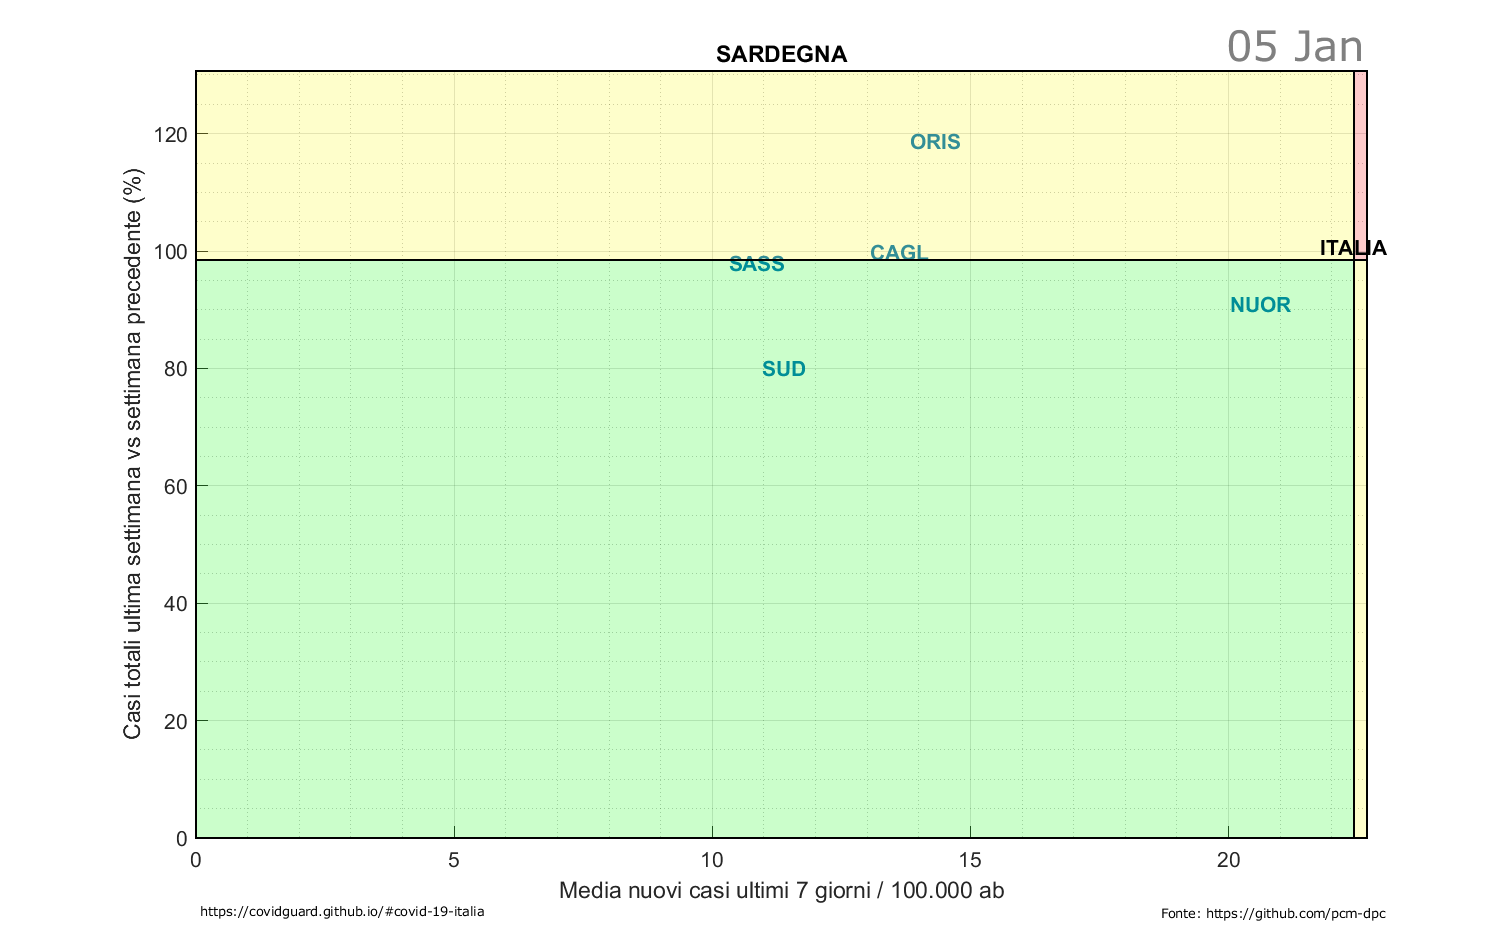 05 Jan
SARDEGNA
Casi totali ultima settimana vs settimana precedente (%)
120
100
80
60
40
20
0
ORIS
CAGL
ITALIA
SASS
NUOR
SUD
0 5 10 15 20
Media nuovi casi ultimi 7 giorni / 100.000 ab
https://covidguard.github.io/#covid-19-italia
Fonte: https://github.com/pcm-dpc